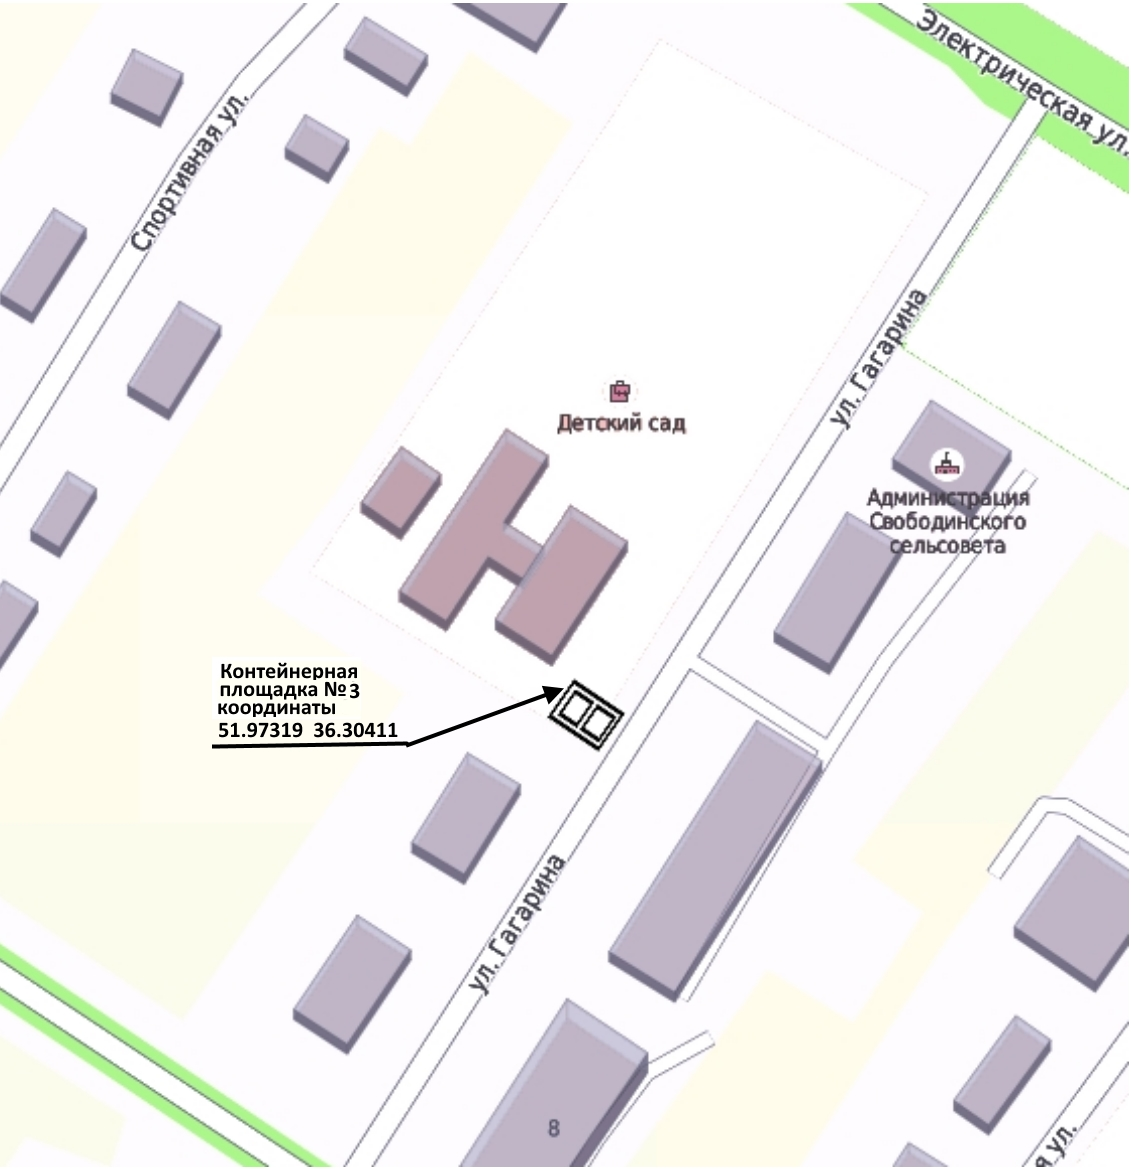 Электрическая ул.
Спортивная ул.
ул. Гагарина
Детский сад
Администрация
Свободинского
сельсовета
Контейнерная
площадка №3
координаты
51.97319 36.30411
ул. Гагарина
8
я ул.